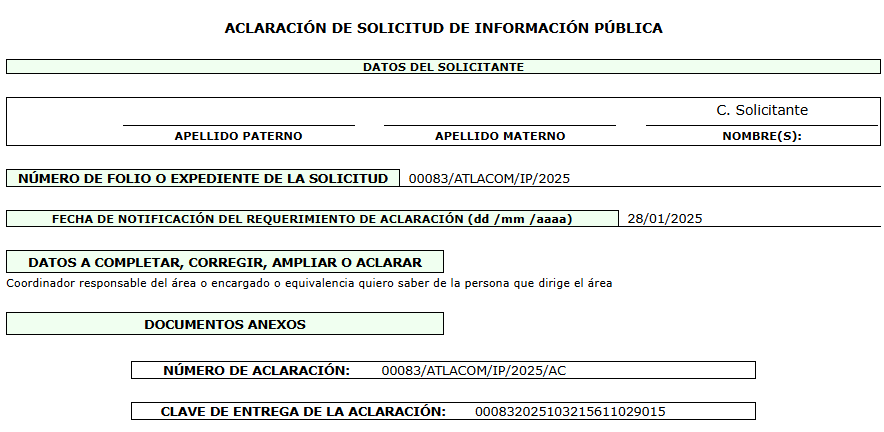 ACLARACIÓN DE SOLICITUD DE INFORMACIÓN PÚBLICA
DATOS DEL SOLICITANTE
C. Solicitante
APELLIDO PATERNO APELLIDO MATERNO NOMBRE(S):
NÚMERO DE FOLIO O EXPEDIENTE DE LA SOLICITUD 00083/ATLACOM/IP/2025
FECHA DE NOTIFICACIÓN DEL REQUERIMIENTO DE ACLARACIÓN (dd /mm /aaaa) 28/01/2025
DATOS A COMPLETAR, CORREGIR, AMPLIAR O ACLARAR
Coordinador responsable del área o encargado o equivalencia quiero saber de la persona que dirige el área
DOCUMENTOS ANEXOS
NÚMERO DE ACLARACIÓN: 00083/ATLACOM/IP/2025/AC
CLAVE DE ENTREGA DE LA ACLARACIÓN: 000832025103215611029015